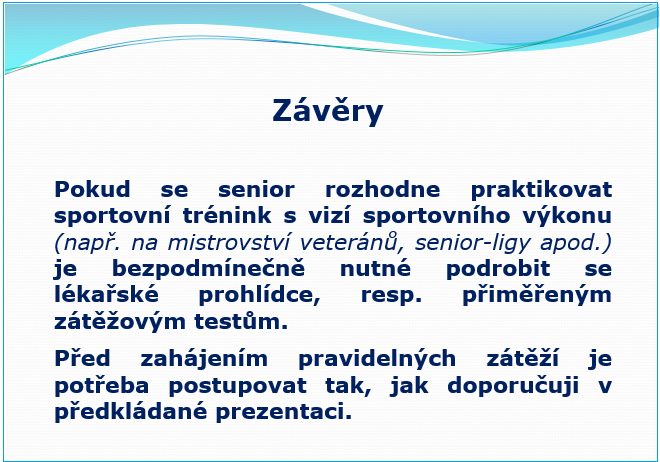 Závěry
Pokud se senior rozhodne praktikovat
sportovní trénink s vizí sportovního výkonu
(např. na mistrovství veteránů, senior-ligy apod.)
je bezpodmínečně nutné podrobit se
lékařské prohlídce, resp. přiměřeným
zátěžovým testům.
Před zahájením pravidelných zátěží je
potřeba postupovat tak, jak doporučuji v
předkládané prezentaci.